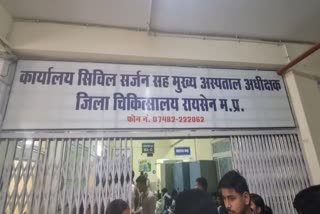 कार्यालय सिविल सर्जन सह मुख्य अस्पताल अधीक्षक
जिला चिकित्सालय रायसेन म.प्र.
फोन नं. 07482-222062